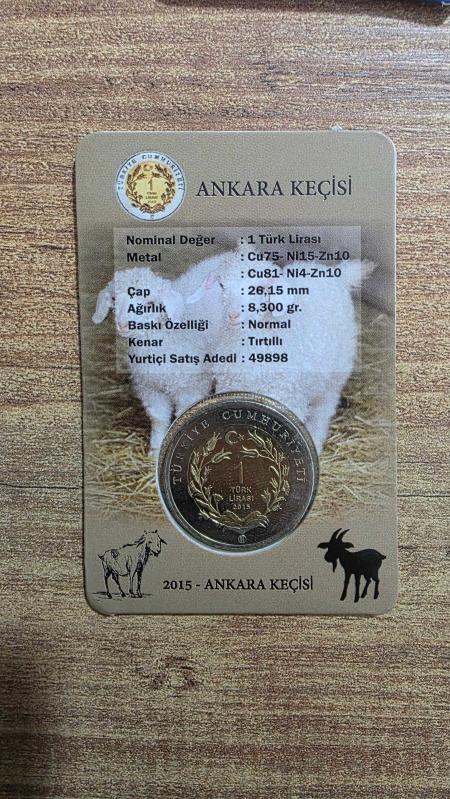 TÜRKİYE CUMHURİYETİ
1
TÜRK
LİRASI
ANKARA KEÇİSİ
Nominal Değer : 1 Türk Lirası
Metal : Cu75- Ni15-Zn10
: Cu81- Ni4-Zn10
Çap : 26,15 mm
Ağırlık : 8,300 gr.
Baskı Özelliği : Normal
Kenar : Tırtıllı
Yurtiçi Satış Adedi : 49898
TÜRKİYE CUMHURİYETİ
1
TÜRK
LİRASI
2015
2015 - ANKARA KEÇİSİ